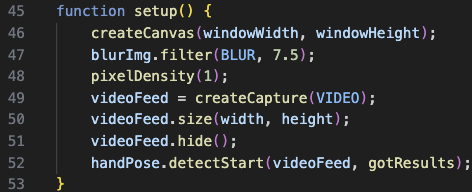 45 function setup() {
46 createCanvas(windowWidth, windowHeight);
47 blurImg.filter(BLUR, 7.5);
48 pixelDensity(1);
49 videoFeed = createCapture(VIDEO);
50 videoFeed.size(width, height);
51 videoFeed.hide();
52 handPose.detectStart(videoFeed, gotResults);
53 }